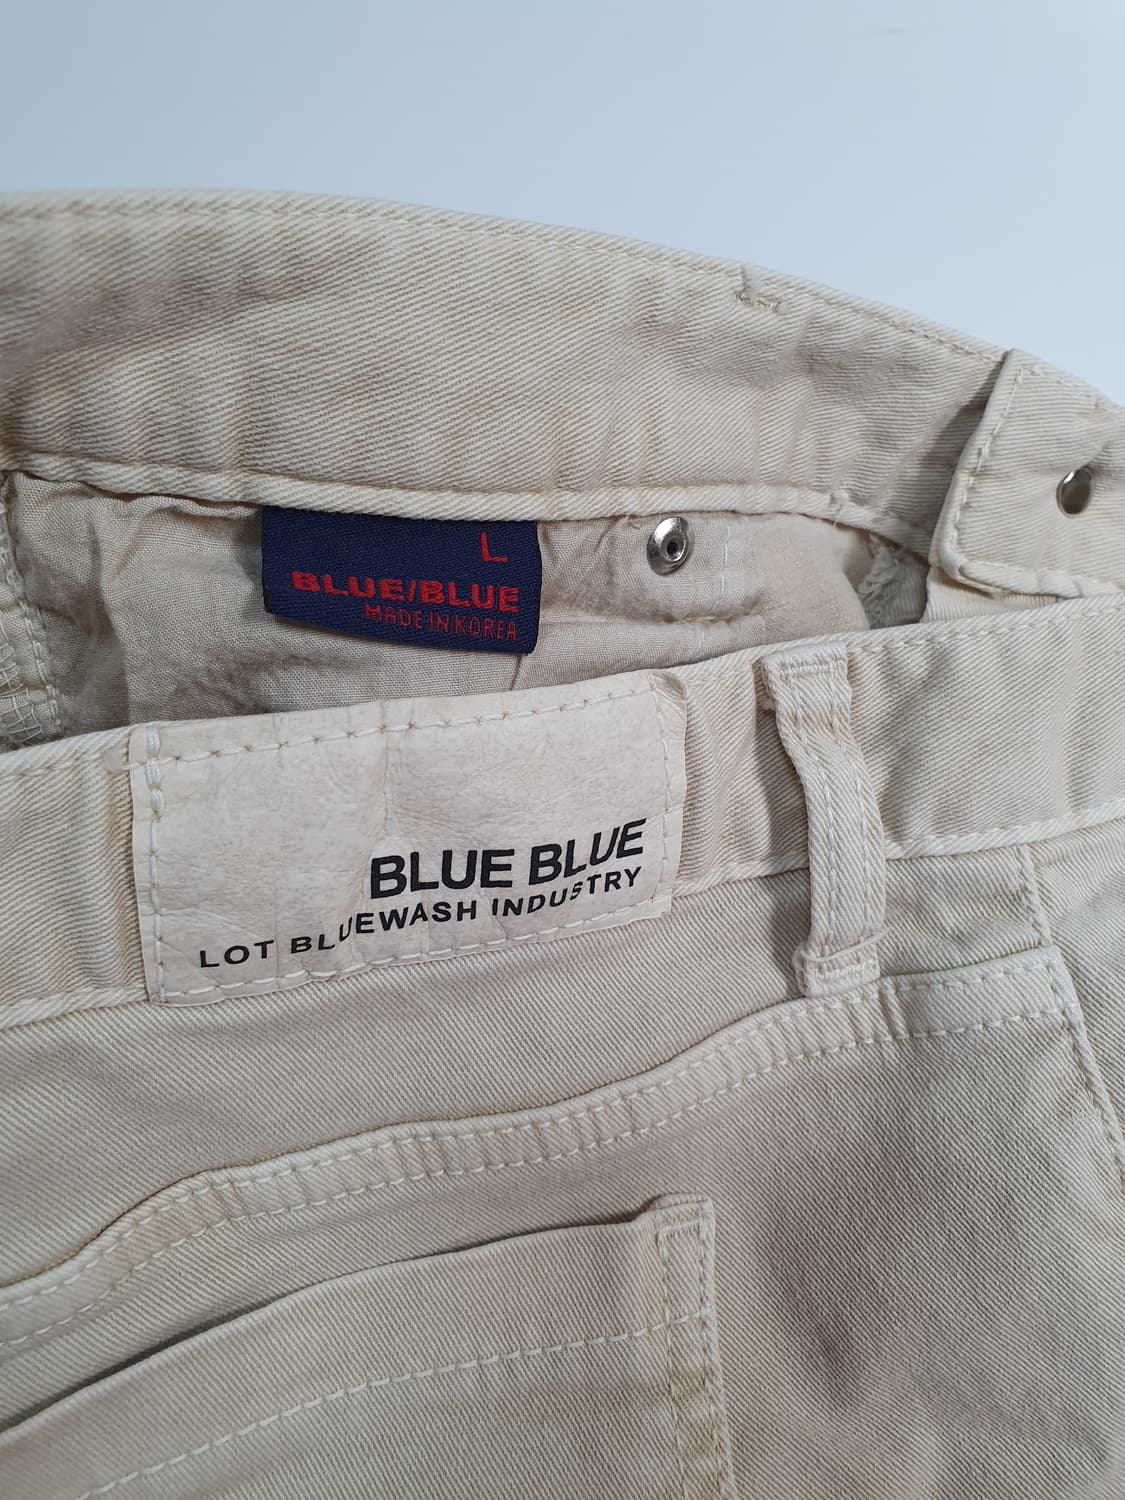 L
BLUE/BLUE
MADE IN KOREA
BLUE BLUE
LOT BLUEWASH INDUSTRY